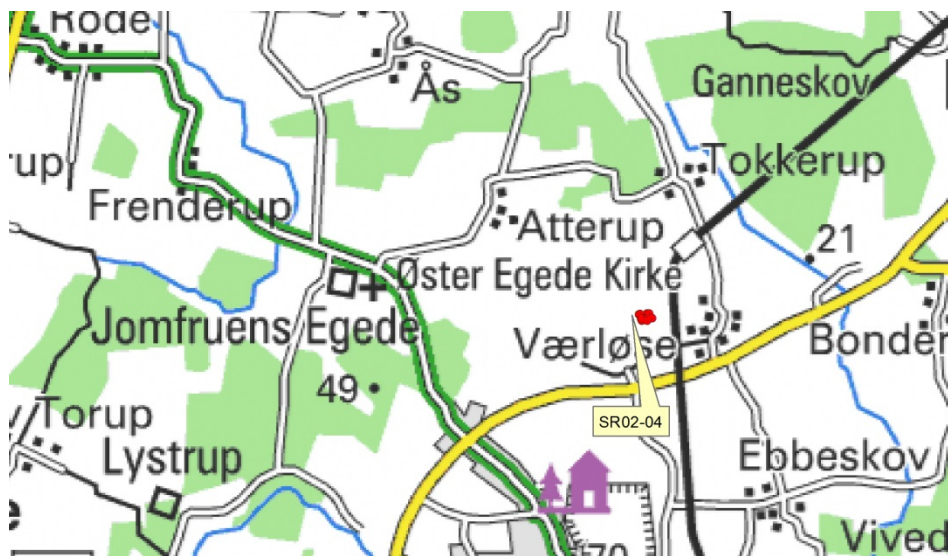 Rode
Ås
Ganneskov
rup
Tokkerup
Frenderup
Atterup
21
Øster Egede Kirke
Jomfruens Egede
Værløse
Bonder
49
SR02-04
Torup
Lystrup
Ebbeskov
Vived
70